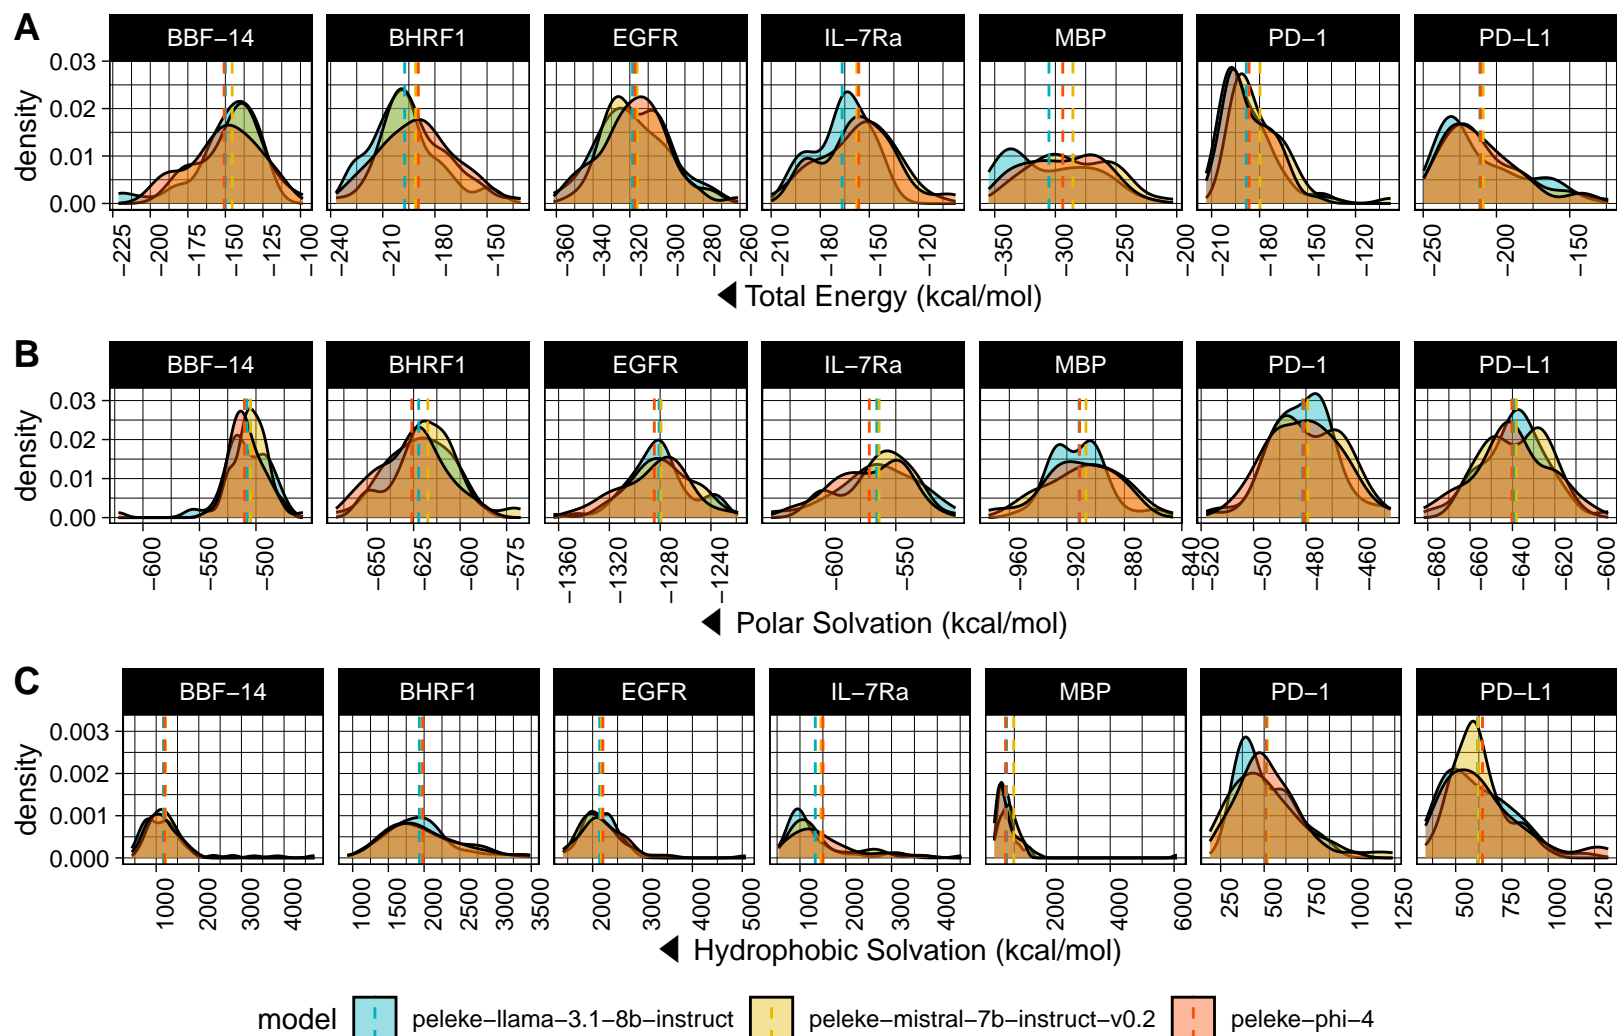 A
BBF−14 BHRF1 EGFR IL−7Ra MBP PD−1 PD−L1
density
0.03
0.02
0.01
0.00
−225 −200 −175 −150 −125 −100 −240 −210 −180 −150 −360 −340 −320 −300 −280 −260 −210 −180 −150 −120 −350 −300 −250 −200 −210 −180 −150 −120 −250 −200 −150
◀ Total Energy (kcal/mol)
B
BBF−14 BHRF1 EGFR IL−7Ra MBP PD−1 PD−L1
density
0.03
0.02
0.01
0.00
−600 −550 −500 −650 −625 −600 −575 −1360 −1320 −1280 −1240 −600 −550 −960 −920 −880 −840 −520 −500 −480 −460 −680 −660 −640 −620 −600
◀ Polar Solvation (kcal/mol)
C
BBF−14 BHRF1 EGFR IL−7Ra MBP PD−1 PD−L1
density
0.003
0.002
0.001
0.000
1000 2000 3000 4000 1000 1500 2000 2500 3000 3500 2000 3000 4000 5000 1000 2000 3000 4000 2000 4000 6000 250 500 750 1000 1250 500 750 1000 1250
◀ Hydrophobic Solvation (kcal/mol)
model peleke−llama−3.1−8b−instruct peleke−mistral−7b−instruct−v0.2 peleke−phi−4